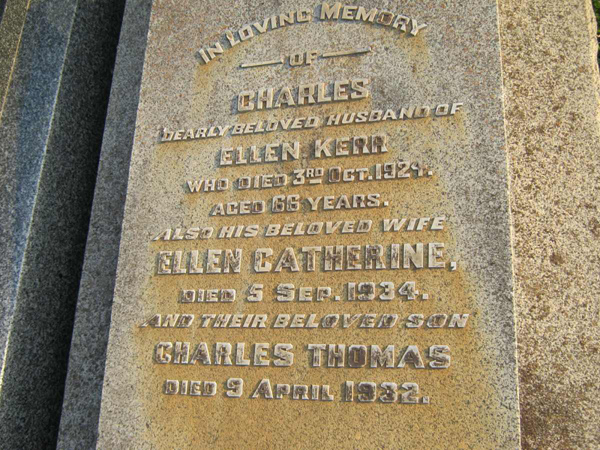 IN LOVING MEMORY
OF
CHARLES
DEARLY BELOVED HUSBAND OF
ELLEN KERR
WHO DIED 3RD OCT. 1924.
AGED 66 YEARS.
ALSO HIS BELOVED WIFE
ELLEN CATHERINE,
DIED 5 SEP. 1934.
AND THEIR BELOVED SON
CHARLES THOMAS
DIED 9 APRIL 1932.